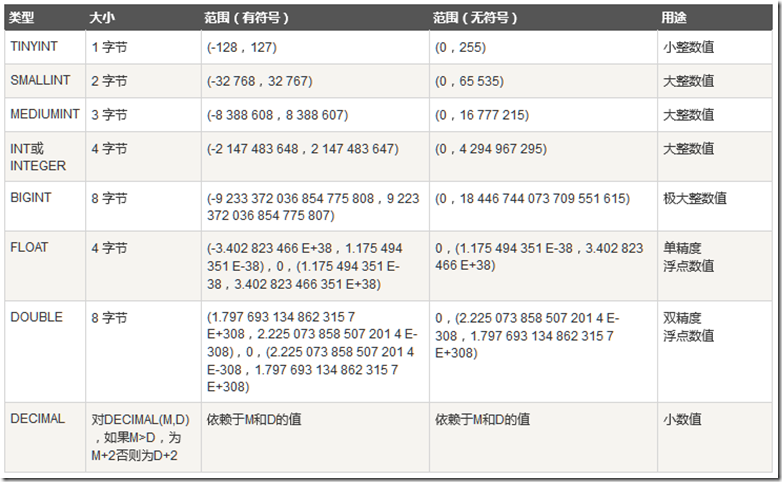 类型 大小 范围（有符号） 范围（无符号） 用途
TINYINT 1 字节 (-128，127) (0，255) 小整数值
SMALLINT 2 字节 (-32 768，32 767) (0，65 535) 大整数值
MEDIUMINT 3 字节 (-8 388 608，8 388 607) (0，16 777 215) 大整数值
INT或 4 字节 (-2 147 483 648，2 147 483 647) (0，4 294 967 295) 大整数值
INTEGER
BIGINT 8 字节 (-9 233 372 036 854 775 808，9 223 (0，18 446 744 073 709 551 615) 极大整数值
372 036 854 775 807)
FLOAT 4 字节 (-3.402 823 466 E+38，1.175 494 0，(1.175 494 351 E-38，3.402 823 单精度
351 E-38)，0，(1.175 494 351 E- 466 E+38) 浮点数值
38，3.402 823 466 351 E+38)
DOUBLE 8 字节 (1.797 693 134 862 315 7 0，(2.225 073 858 507 201 4 E- 双精度
E+308，2.225 073 858 507 201 4 E- 308，1.797 693 134 862 315 7 浮点数值
308)，0，(2.225 073 858 507 201 4 E+308)
E-308，1.797 693 134 862 315 7
E+308)
DECIMAL 对DECIMAL(M,D) 依赖于M和D的值 依赖于M和D的值 小数值
，如果M>D，为
M+2否则为D+2